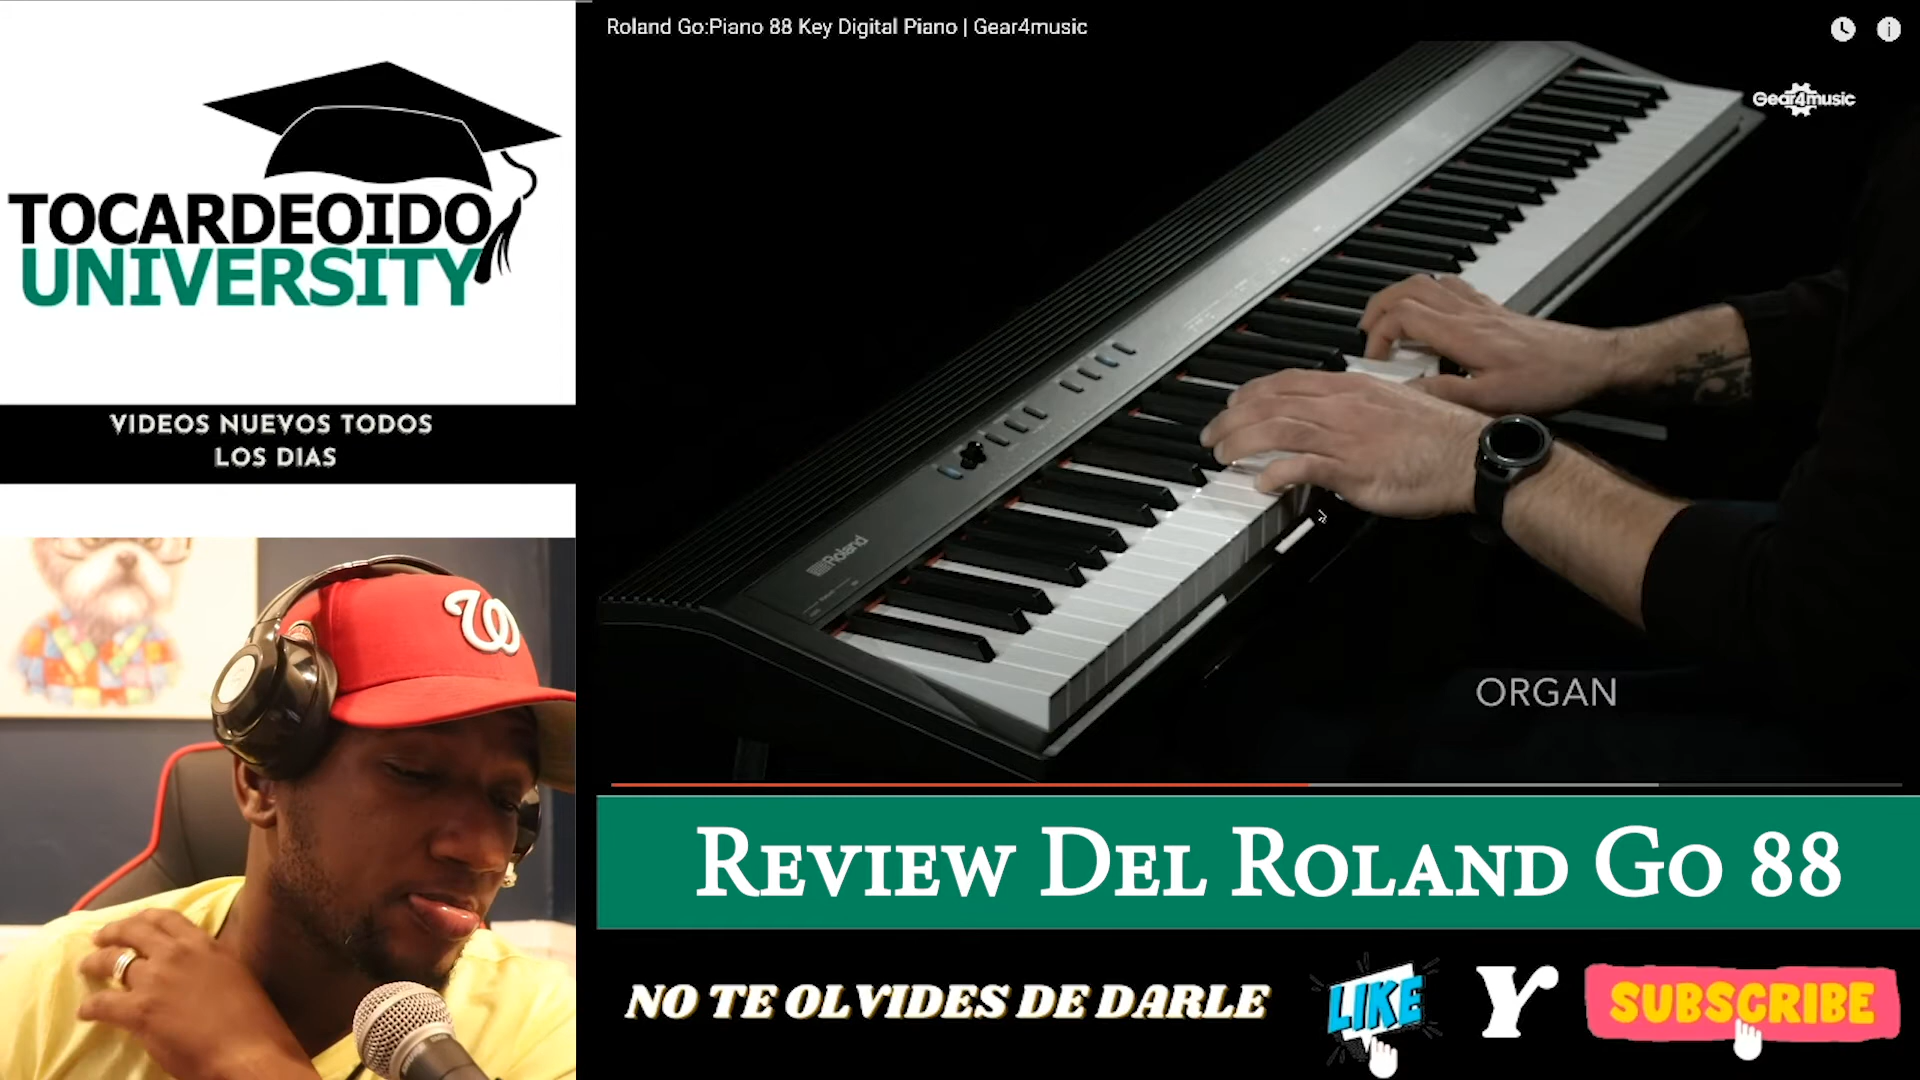 TOCARDEOIDO
UNIVERSITY
VIDEOS NUEVOS TODOS
LOS DIAS
Roland Go:Piano 88 Key Digital Piano | Gear4music
Gear4music
Roland
ORGAN
REVIEW DEL ROLAND GO 88
NO TE OLVIDES DE DARLE
LIKE
Y
SUBSCRIBE
W